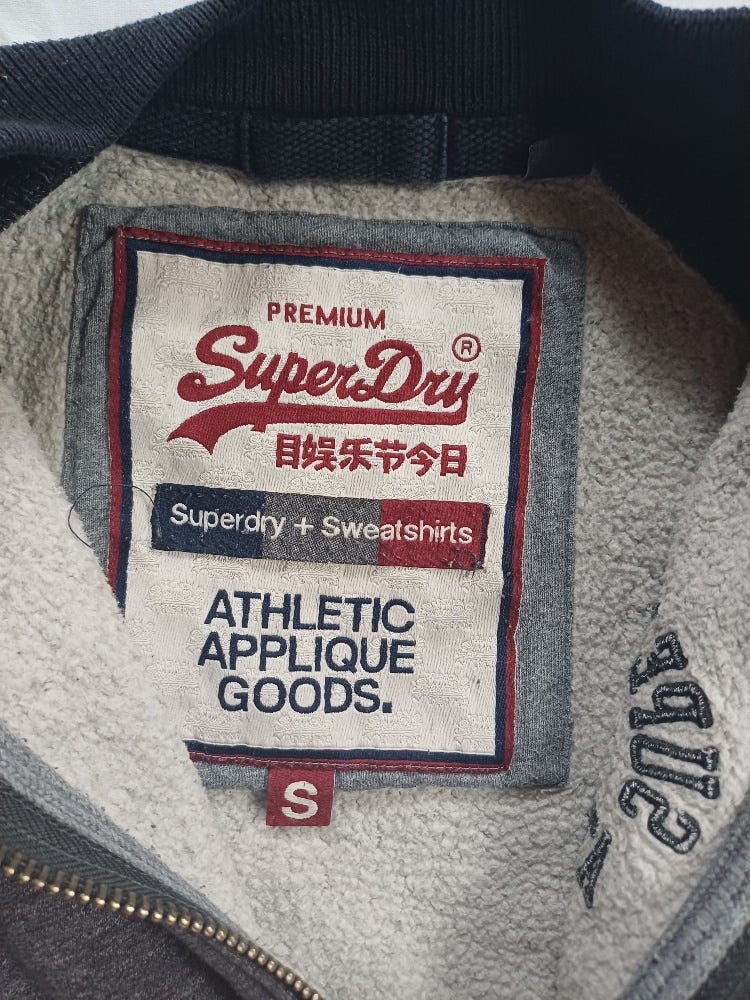 PREMIUM
SuperDry®
目娱乐节今日
Superdry + Sweatshirts
ATHLETIC
APPLIQUE
GOODS.
S